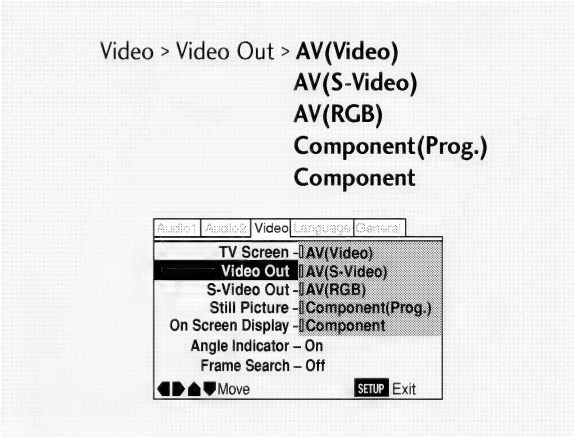 Video > Video Out > AV(Video)
AV(S-Video)
AV(RGB)
Component(Prog.)
Component
Audio1 Audio2 Video Language General
TV Screen - AV(Video)
Video Out AV(S-Video)
S-Video Out - AV(RGB)
Still Picture - Component(Prog.)
On Screen Display - Component
Angle Indicator – On
Frame Search – Off
Move SETUP Exit